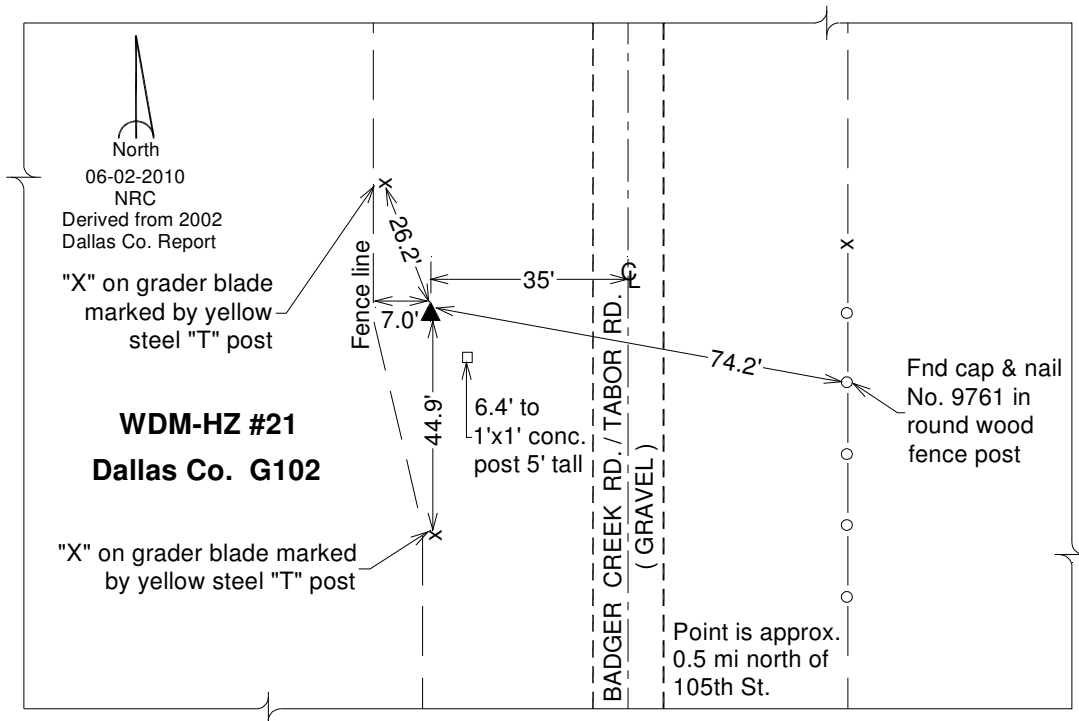 North
06-02-2010
NRC
Derived from 2002
Dallas Co. Report
"X" on grader blade
marked by yellow
steel "T" post
WDM-HZ #21
Dallas Co. G102
"X" on grader blade marked
by yellow steel "T" post
Fence line
x
26.2'
7.0'
35'
℄
44.9'
x
6.4' to
1'x1' conc.
post 5' tall
74.2'
BADGER CREEK RD. / TABOR RD.
( GRAVEL )
x
Fnd cap & nail
No. 9761 in
round wood
fence post
Point is approx.
0.5 mi north of
105th St.